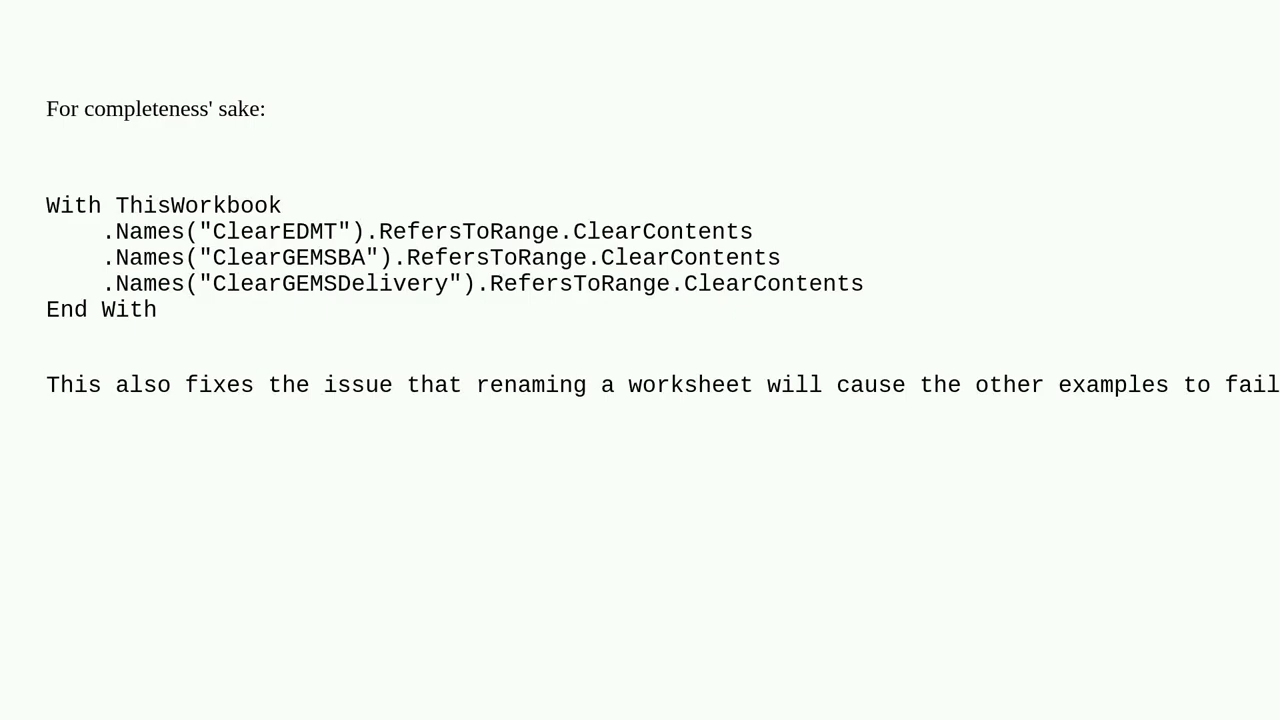 For completeness' sake:
With ThisWorkbook
    .Names("ClearEDMT").RefersToRange.ClearContents
    .Names("ClearGEMSBA").RefersToRange.ClearContents
    .Names("ClearGEMSDelivery").RefersToRange.ClearContents
End With
This also fixes the issue that renaming a worksheet will cause the other examples to fail